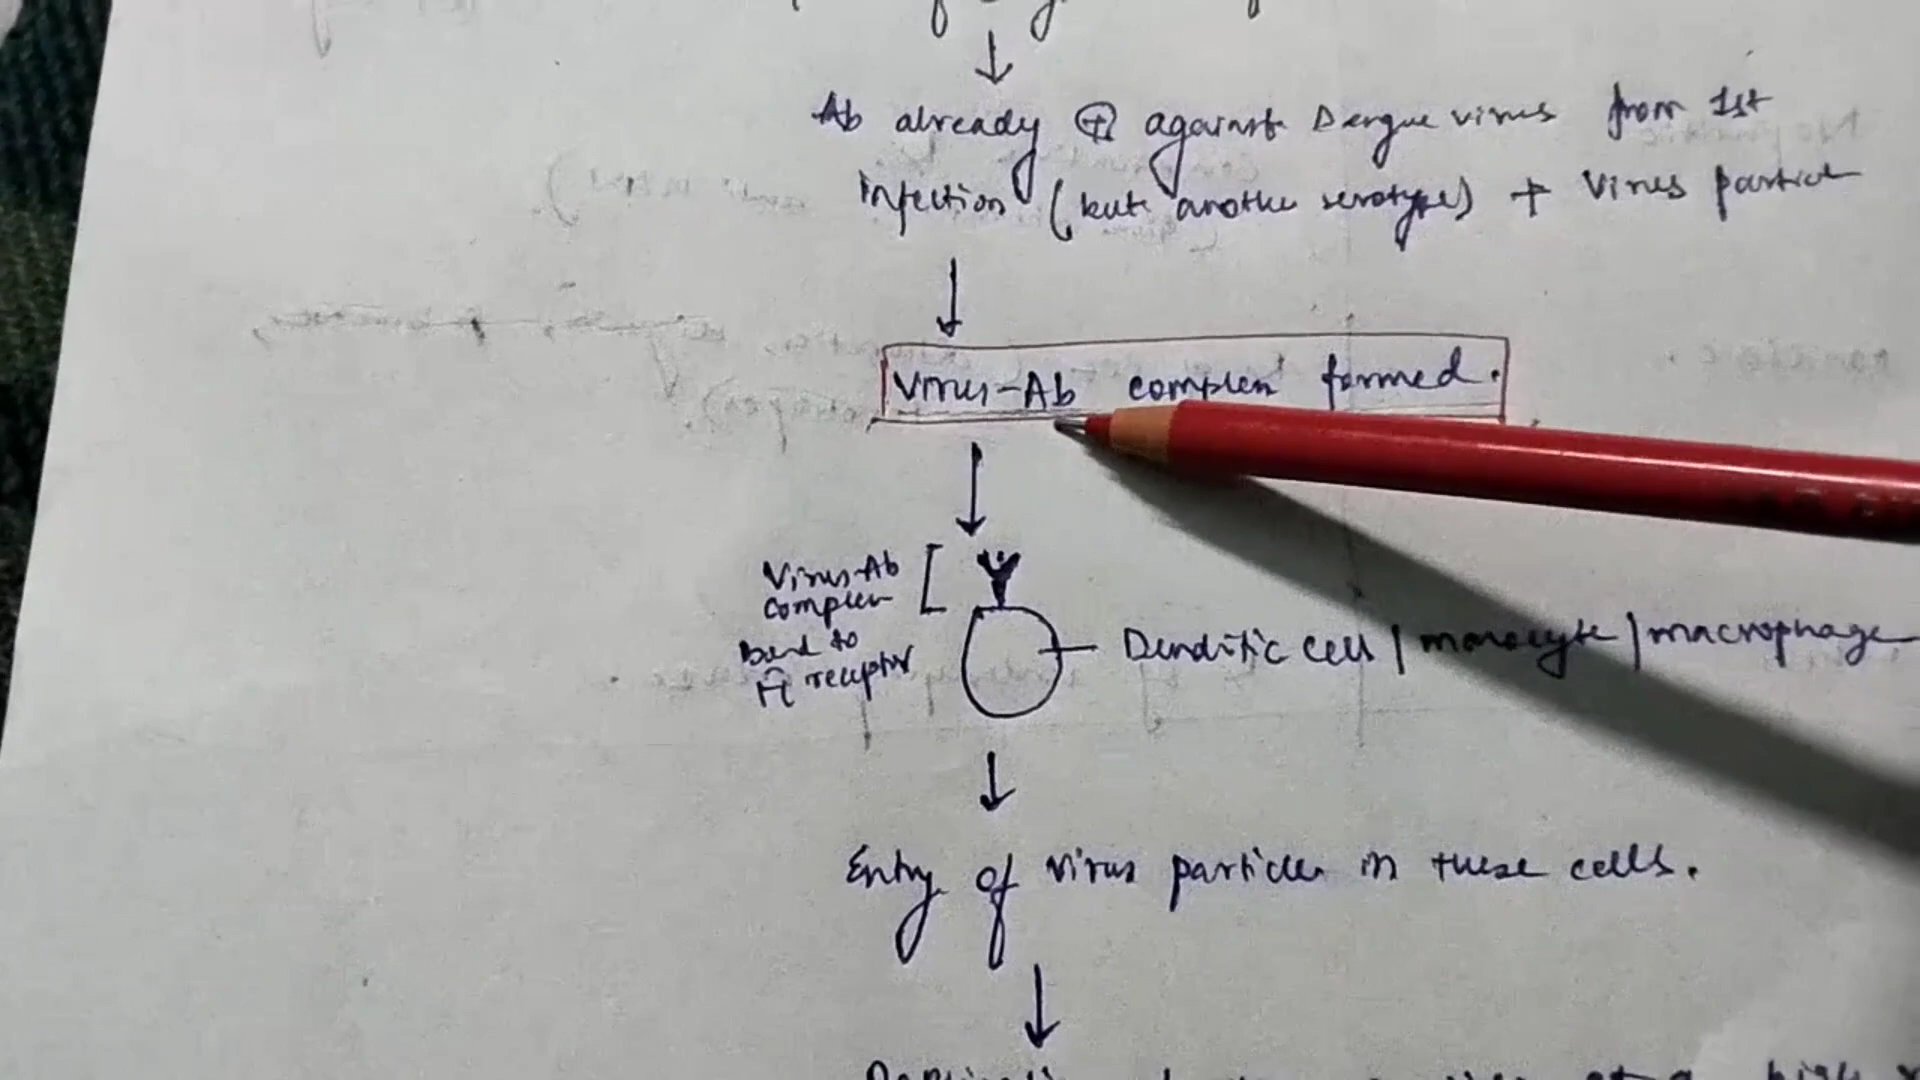 Ab already ⊕ against Dengue virus from 1st
infection (but another serotype) + Virus particle
Virus-Ab complex formed.
Virus-Ab
complex
Bind to
Fc receptor
Dendritic cell / monocyte / macrophage
Entry of virus particles in these cells.